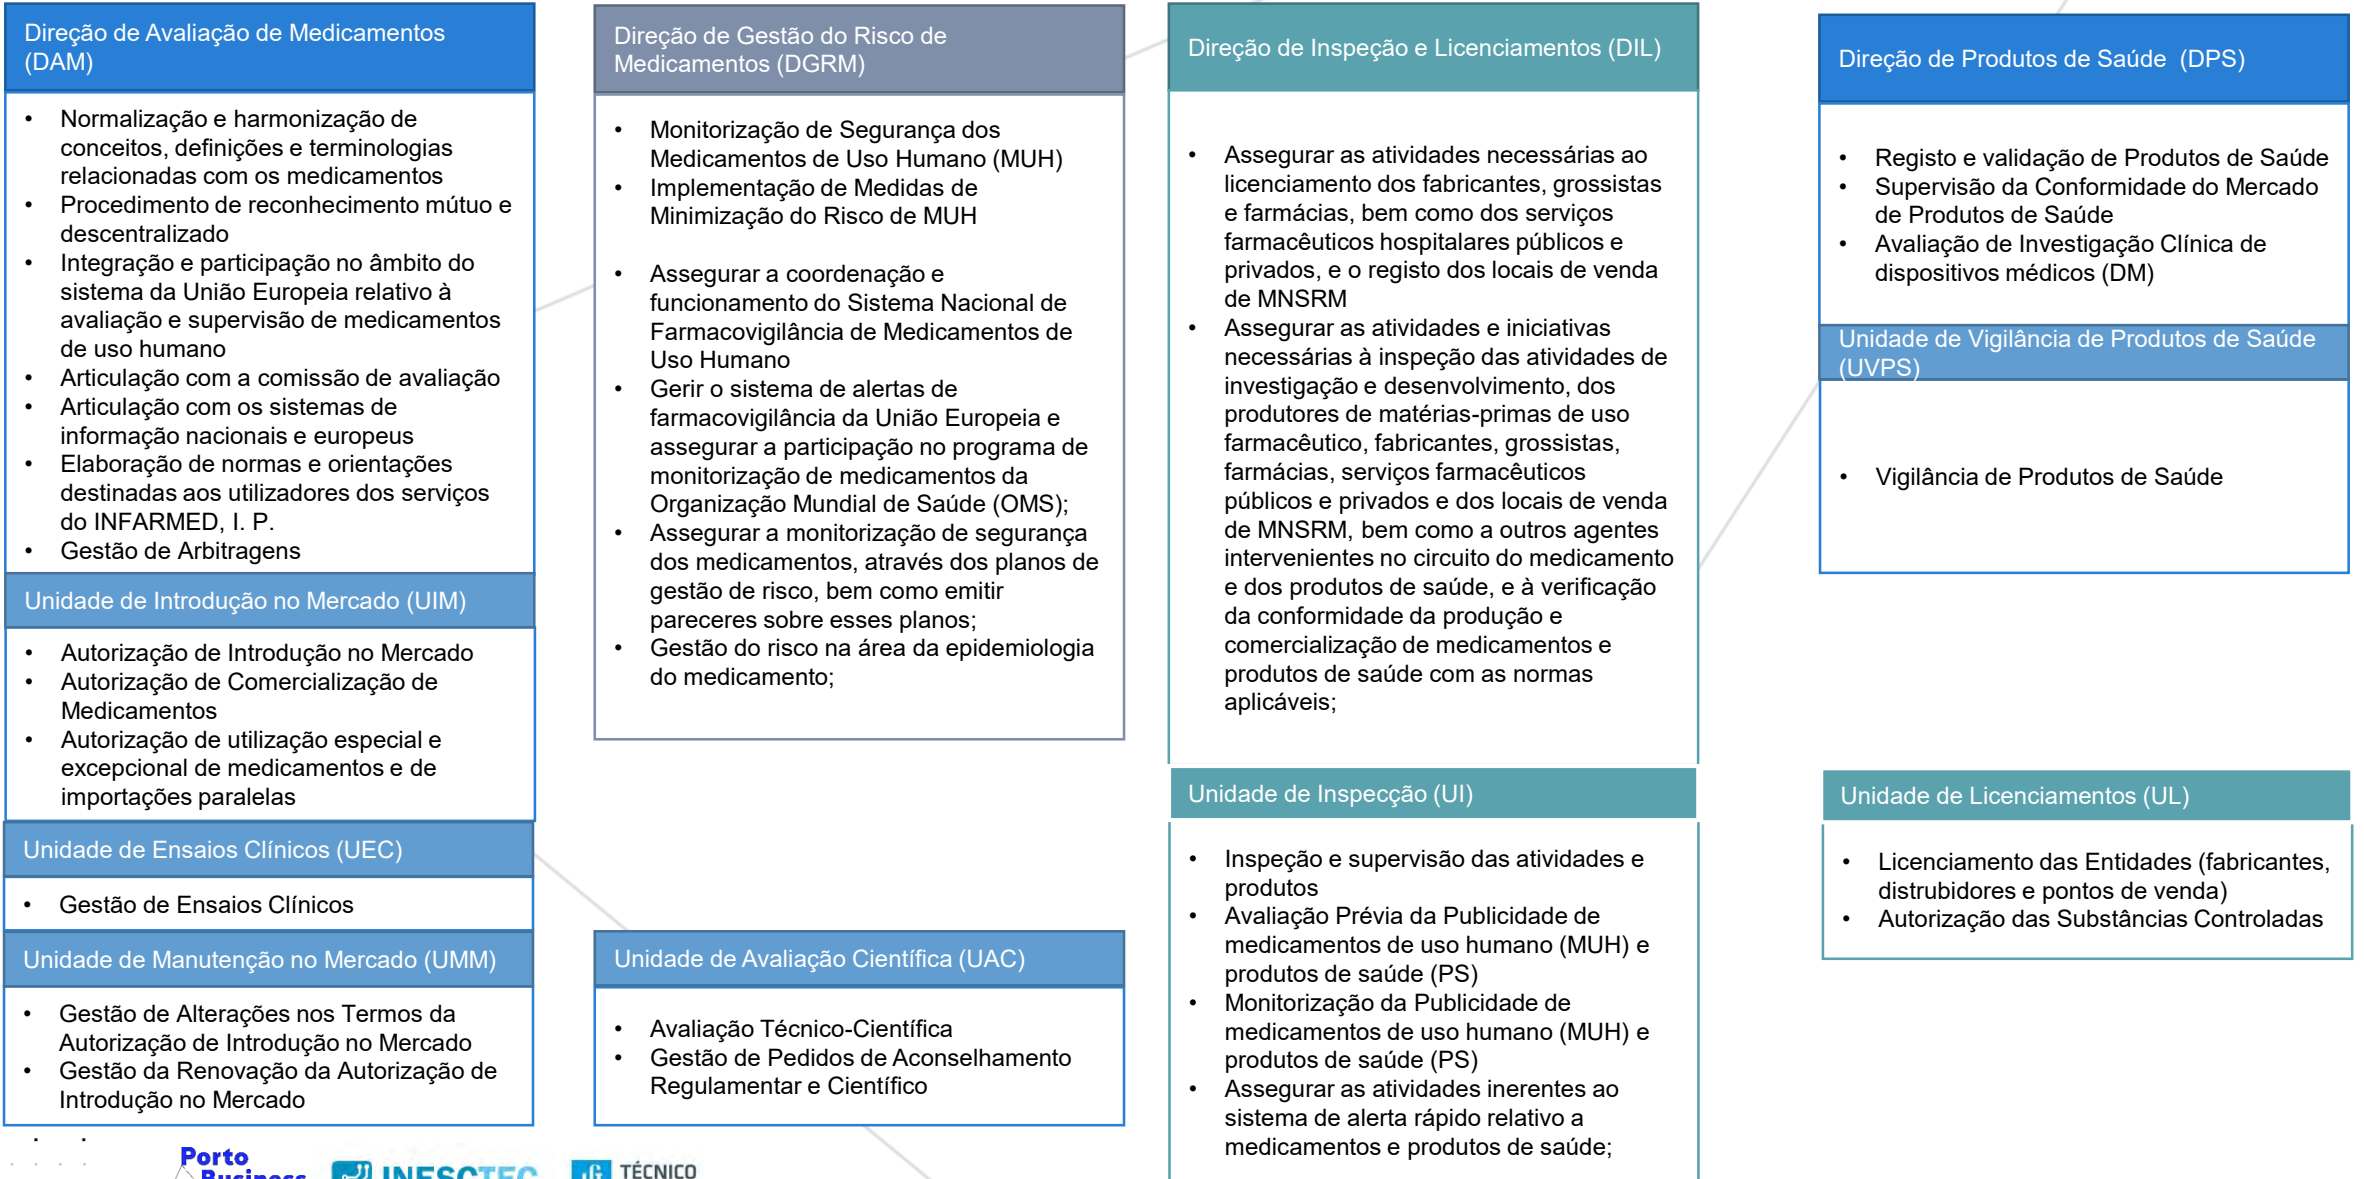 Direção de Avaliação de Medicamentos
(DAM)
• Normalização e harmonização de
conceitos, definições e terminologias
relacionadas com os medicamentos
• Procedimento de reconhecimento mútuo e
descentralizado
• Integração e participação no âmbito do
sistema da União Europeia relativo à
avaliação e supervisão de medicamentos
de uso humano
• Articulação com a comissão de avaliação
• Articulação com os sistemas de
informação nacionais e europeus
• Elaboração de normas e orientações
destinadas aos utilizadores dos serviços
do INFARMED, I. P.
• Gestão de Arbitragens
Unidade de Introdução no Mercado (UIM)
• Autorização de Introdução no Mercado
• Autorização de Comercialização de
Medicamentos
• Autorização de utilização especial e
excepcional de medicamentos e de
importações paralelas
Unidade de Ensaios Clínicos (UEC)
• Gestão de Ensaios Clínicos
Unidade de Manutenção no Mercado (UMM)
• Gestão de Alterações nos Termos da
Autorização de Introdução no Mercado
• Gestão da Renovação da Autorização de
Introdução no Mercado
Direção de Gestão do Risco de
Medicamentos (DGRM)
• Monitorização de Segurança dos
Medicamentos de Uso Humano (MUH)
• Implementação de Medidas de
Minimização do Risco de MUH
• Assegurar a coordenação e
funcionamento do Sistema Nacional de
Farmacovigilância de Medicamentos de
Uso Humano
• Gerir o sistema de alertas de
farmacovigilância da União Europeia e
assegurar a participação no programa de
monitorização de medicamentos da
Organização Mundial de Saúde (OMS);
• Assegurar a monitorização de segurança
dos medicamentos, através dos planos de
gestão de risco, bem como emitir
pareceres sobre esses planos;
• Gestão do risco na área da epidemiologia
do medicamento;
Unidade de Avaliação Científica (UAC)
• Avaliação Técnico-Científica
• Gestão de Pedidos de Aconselhamento
Regulamentar e Científico
Direção de Inspeção e Licenciamentos (DIL)
• Assegurar as atividades necessárias ao
licenciamento dos fabricantes, grossistas
e farmácias, bem como dos serviços
farmacêuticos hospitalares públicos e
privados, e o registo dos locais de venda
de MNSRM
• Assegurar as atividades e iniciativas
necessárias à inspeção das atividades de
investigação e desenvolvimento, dos
produtores de matérias-primas de uso
farmacêutico, fabricantes, grossistas,
farmácias, serviços farmacêuticos
públicos e privados e dos locais de venda
de MNSRM, bem como a outros agentes
intervenientes no circuito do medicamento
e dos produtos de saúde, e à verificação
da conformidade da produção e
comercialização de medicamentos e
produtos de saúde com as normas
aplicáveis;
Unidade de Inspecção (UI)
• Inspeção e supervisão das atividades e
produtos
• Avaliação Prévia da Publicidade de
medicamentos de uso humano (MUH) e
produtos de saúde (PS)
• Monitorização da Publicidade de
medicamentos de uso humano (MUH) e
produtos de saúde (PS)
• Assegurar as atividades inerentes ao
sistema de alerta rápido relativo a
medicamentos e produtos de saúde;
Direção de Produtos de Saúde (DPS)
• Registo e validação de Produtos de Saúde
• Supervisão da Conformidade do Mercado
de Produtos de Saúde
• Avaliação de Investigação Clínica de
dispositivos médicos (DM)
Unidade de Vigilância de Produtos de Saúde
(UVPS)
• Vigilância de Produtos de Saúde
Unidade de Licenciamentos (UL)
• Licenciamento das Entidades (fabricantes,
distrubidores e pontos de venda)
• Autorização das Substâncias Controladas
Porto
Business
INESCTEC
TÉCNICO